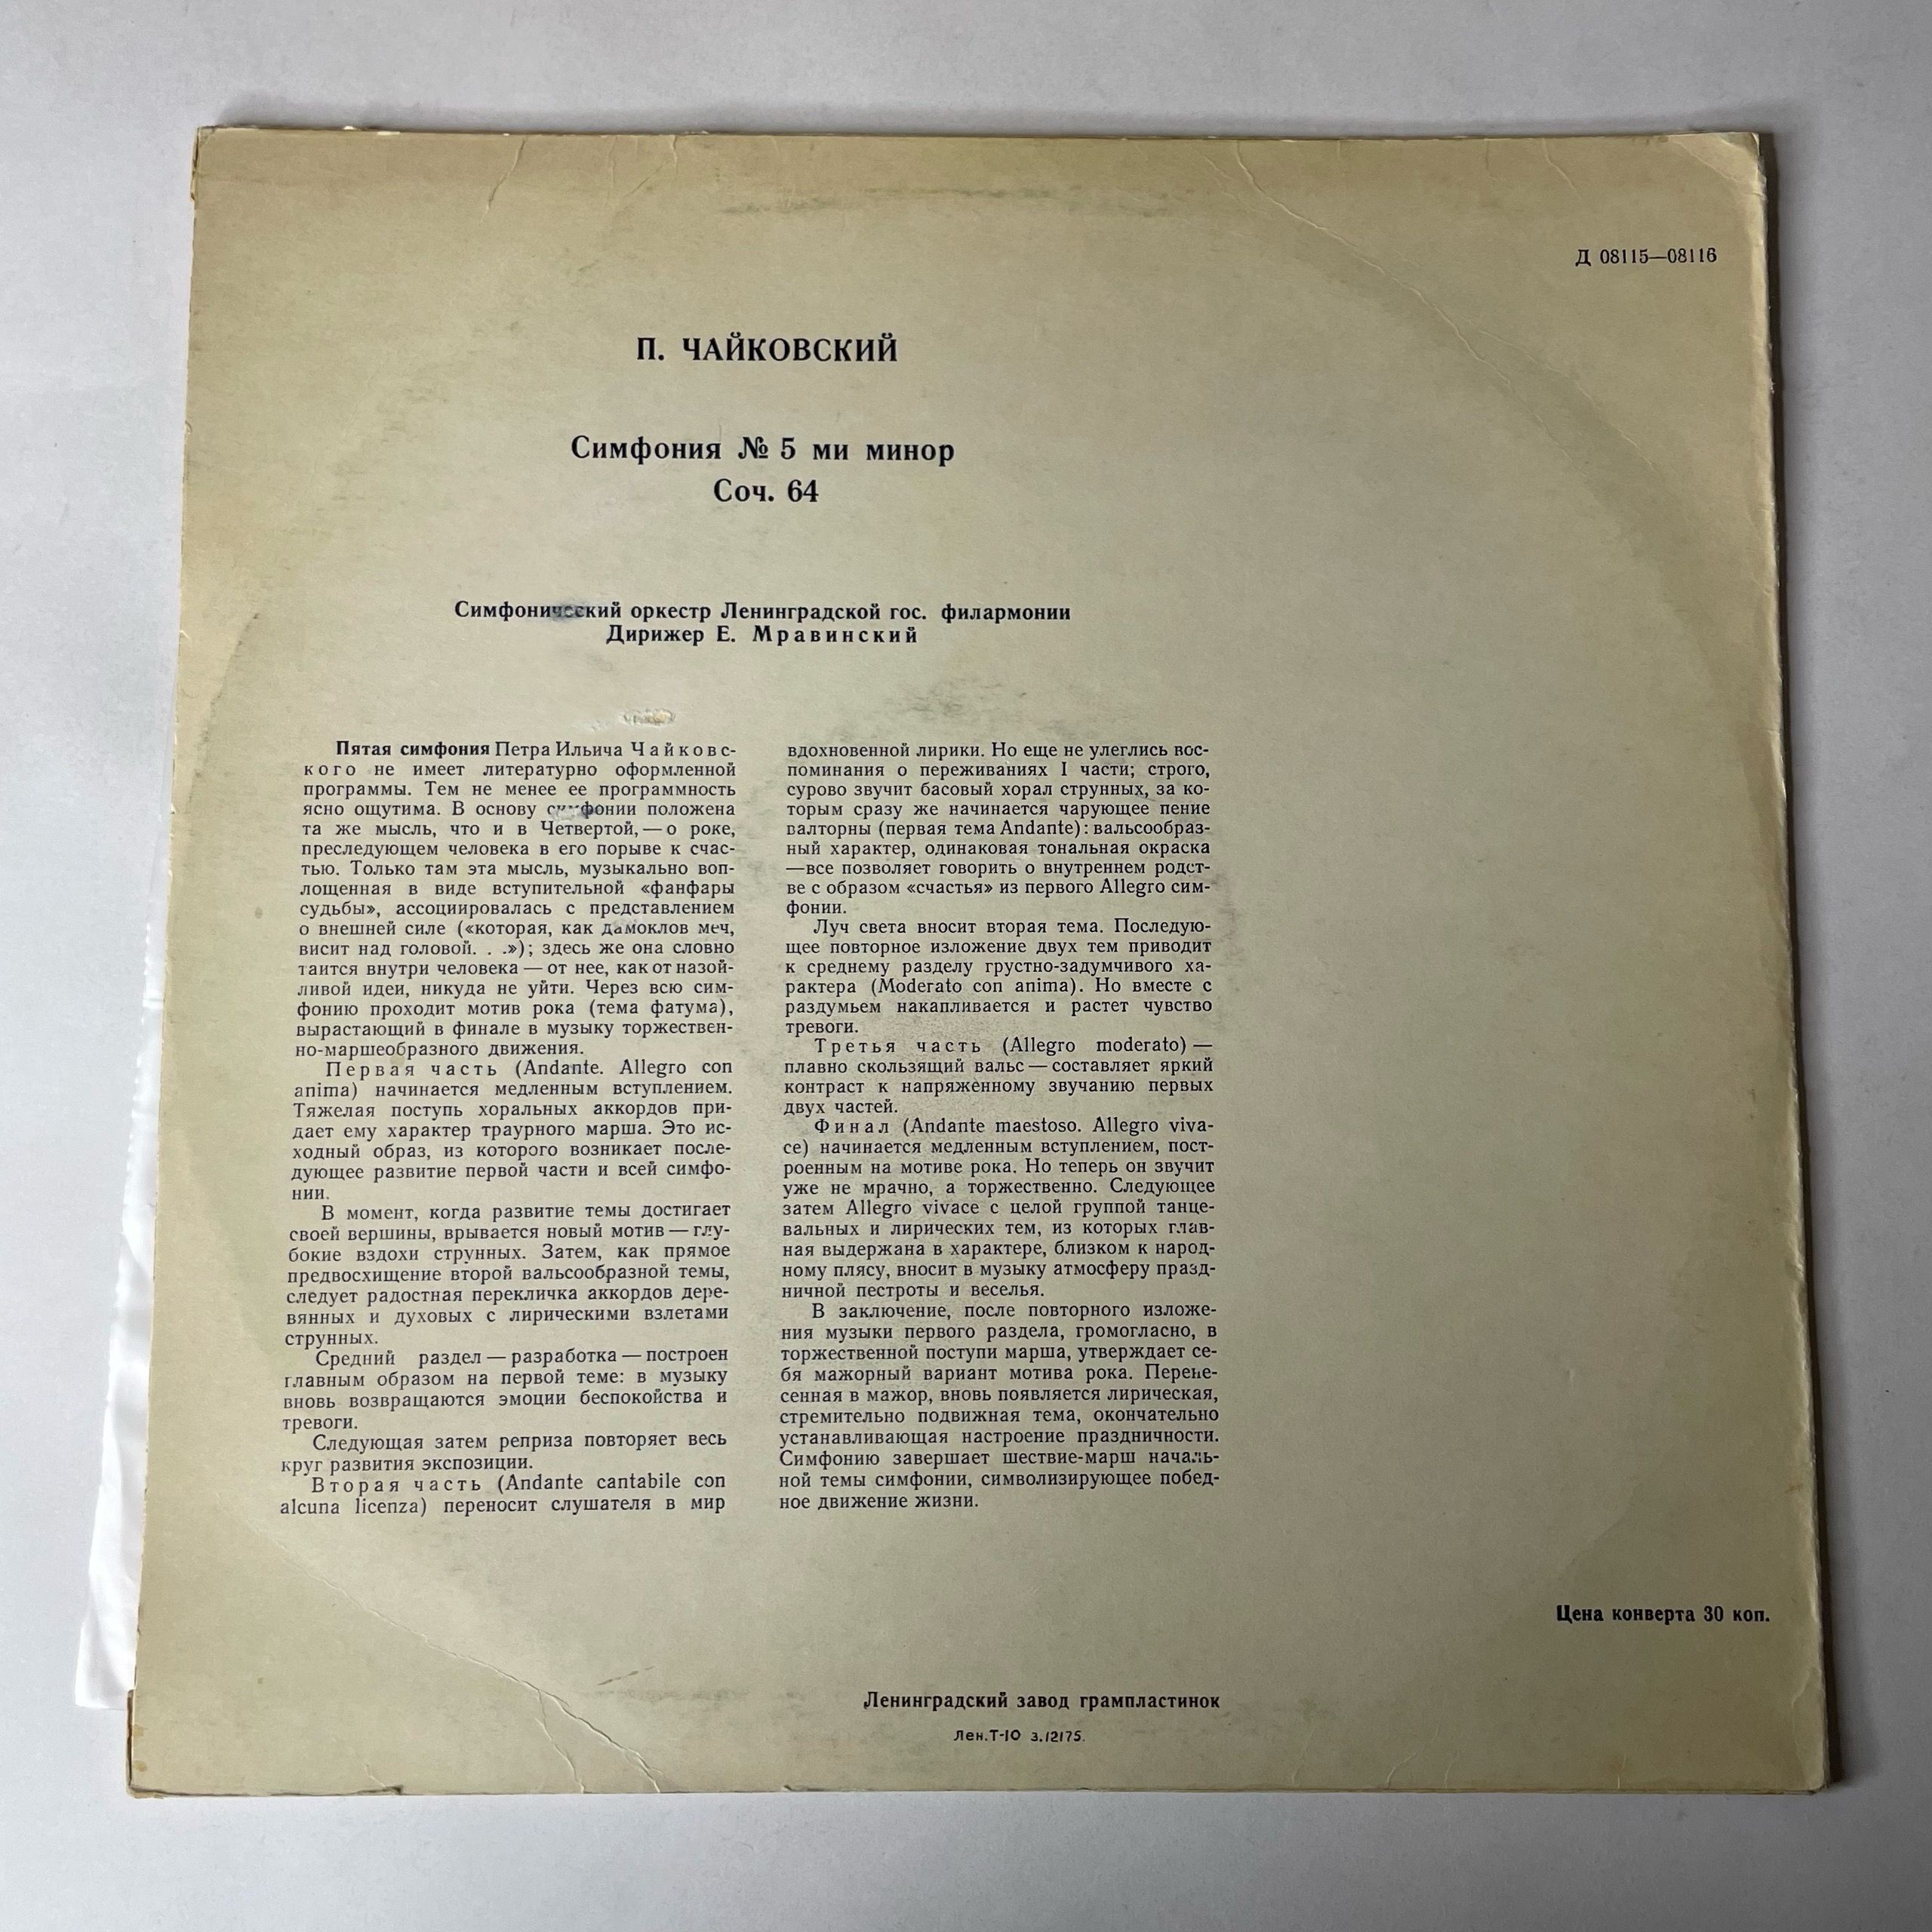 Д 08115—08116
П. ЧАЙКОВСКИЙ
Симфония № 5 ми минор
Соч. 64
Симфонический оркестр Ленинградской гос. филармонии
Дирижер Е. Мравинский
Пятая симфония Петра Ильича Чайковс-
кого не имеет литературно оформленной
программы. Тем не менее ее программность
ясно ощутима. В основу симфонии положена
та же мысль, что и в Четвертой, — о роке,
преследующем человека в его порыве к счас-
тью. Только там эта мысль, музыкально воп-
лощенная в виде вступительной «фанфары
судьбы», ассоциировалась с представлением
о внешней силе («которая, как дамоклов меч,
висит над головой. . .»); здесь же она словно
таится внутри человека — от нее, как от назой-
ливой идеи, никуда не уйти. Через всю сим-
фонию проходит мотив рока (тема фатума),
вырастающий в финале в музыку торжествен-
но-маршеобразного движения.
Первая часть (Andante. Allegro con
anima) начинается медленным вступлением.
Тяжелая поступь хоральных аккордов при-
дает ему характер траурного марша. Это ис-
ходный образ, из которого возникает после-
дующее развитие первой части и всей симфо-
нии.
В момент, когда развитие темы достигает
своей вершины, врывается новый мотив — глу-
бокие вздохи струнных. Затем, как прямое
предвосхищение второй вальсообразной темы,
следует радостная перекличка аккордов дере-
вянных и духовых с лирическими взлетами
струнных.
Средний раздел — разработка — построен
главным образом на первой теме: в музыку
вновь возвращаются эмоции беспокойства и
тревоги.
Следующая затем реприза повторяет весь
круг развития экспозиции.
Вторая часть (Andante cantabile con
alcuna licenza) переносит слушателя в мир
вдохновенной лирики. Но еще не улеглись вос-
поминания о переживаниях I части; строго,
сурово звучит басовый хорал струнных, за ко-
торым сразу же начинается чарующее пение
валторны (первая тема Andante): вальсообраз-
ный характер, одинаковая тональная окраска
—все позволяет говорить о внутреннем родст-
ве с образом «счастья» из первого Allegro сим-
фонии.
Луч света вносит вторая тема. Последую-
щее повторное изложение двух тем приводит
к среднему разделу грустно-задумчивого ха-
рактера (Moderato con anima). Но вместе с
раздумьем накапливается и растет чувство
тревоги.
Третья часть (Allegro moderato) —
плавно скользящий вальс — составляет яркий
контраст к напряженному звучанию первых
двух частей.
Финал (Andante maestoso. Allegro viva-
ce) начинается медленным вступлением, пост-
роенным на мотиве рока. Но теперь он звучит
уже не мрачно, а торжественно. Следующее
затем Allegro vivace с целой группой танце-
вальных и лирических тем, из которых глав-
ная выдержана в характере, близком к народ-
ному плясу, вносит в музыку атмосферу празд-
ничной пестроты и веселья.
В заключение, после повторного изложе-
ния музыки первого раздела, громогласно, в
торжественной поступи марша, утверждает се-
бя мажорный вариант мотива рока. Перене-
сенная в мажор, вновь появляется лирическая,
стремительно подвижная тема, окончательно
устанавливающая настроение праздничности.
Симфонию завершает шествие-марш началь-
ной темы симфонии, символизирующее побед-
ное движение жизни.
Цена конверта 30 коп.
Ленинградский завод грампластинок
Лен.Т-10 з.12175.